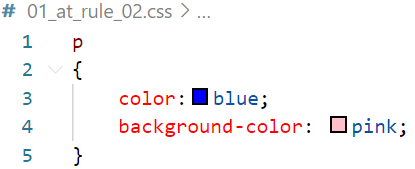 # 01_at_rule_02.css > ...
1 p
2 {
3 color: blue;
4 background-color: pink;
5 }